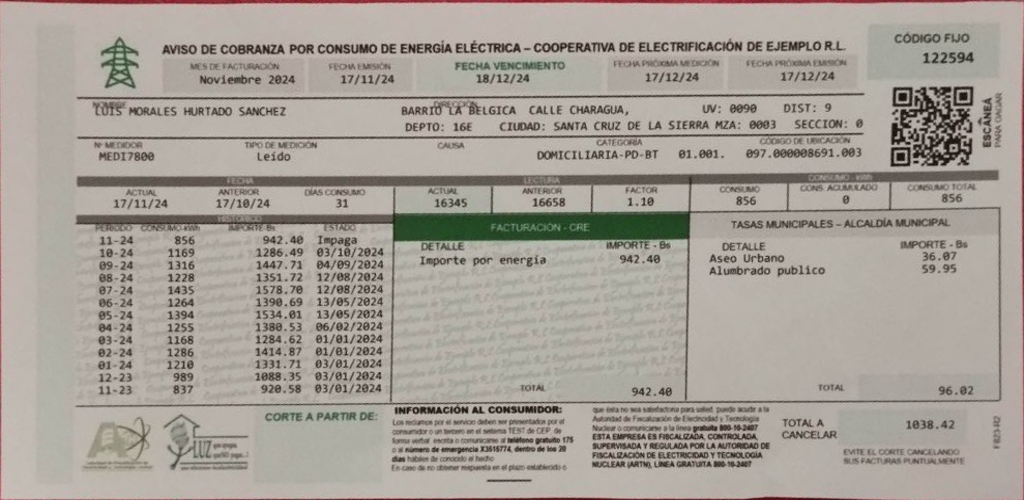 AVISO DE COBRANZA POR CONSUMO DE ENERGÍA ELÉCTRICA – COOPERATIVA DE ELECTRIFICACIÓN DE EJEMPLO R.L.
CÓDIGO FIJO
122594
MES DE FACTURACIÓN FECHA EMISIÓN FECHA VENCIMIENTO FECHA PRÓXIMA MEDICIÓN FECHA PRÓXIMA EMISIÓN
Noviembre 2024 17/11/24 18/12/24 17/12/24 17/12/24
NOMBRE DIRECCIÓN
LUIS MORALES HURTADO SANCHEZ BARRIO LA BELGICA CALLE CHARAGUA, UV: 0090 DIST: 9
DEPTO: 16E CIUDAD: SANTA CRUZ DE LA SIERRA MZA: 0003 SECCION: 0
ESCÂNEÁ
PARA PAGAR
Nº MEDIDOR TIPO DE MEDICIÓN CAUSA CATEGORIA CÓDIGO DE UBICACIÓN
MEDI7800 Leído DOMICILIARIA-PD-BT 01.001. 097.000008691.003
FECHA LECTURA CONSUMO - kWh
ACTUAL ANTERIOR DÍAS CONSUMO ACTUAL ANTERIOR FACTOR CONSUMO CONS. ACUMULADO CONSUMO TOTAL
17/11/24 17/10/24 31 16345 16658 1.10 856 0 856
HISTÓRICO
PERIODO CONSUMO-kWh IMPORTE-Bs ESTADO
11-24 856 942.40 Impaga
10-24 1169 1286.49 03/10/2024
09-24 1316 1447.71 04/09/2024
08-24 1228 1351.72 12/08/2024
07-24 1435 1578.70 12/08/2024
06-24 1264 1390.69 13/05/2024
05-24 1394 1534.01 13/05/2024
04-24 1255 1380.53 06/02/2024
03-24 1168 1284.62 01/01/2024
02-24 1286 1414.87 01/01/2024
01-24 1210 1331.71 03/01/2024
12-23 989 1088.35 03/01/2024
11-23 837 920.58 03/01/2024
FACTURACIÓN - CRE
DETALLE IMPORTE - Bs
Importe por energía 942.40
TOTAL 942.40
TASAS MUNICIPALES – ALCALDÍA MUNICIPAL
DETALLE IMPORTE - Bs
Aseo Urbano 36.07
Alumbrado publico 59.95
TOTAL 96.02
LUZ
CORTE A PARTIR DE:
INFORMACIÓN AL CONSUMIDOR:
Los reclamos por el servicio deben ser presentados por el
consumidor o un tercero en el sistema TEST de CEP. de
forma verbal escrita o comunicarse al teléfono gratuito 175
o al número de emergencia X3515774, dentro de los 20
días hábiles de conocido el hecho
En caso de no obtener respuesta en el plazo establecido o
que ésta no sea satisfactoria para usted, puede acudir a la
Autoridad de Fiscalización de Electricidad y Tecnología
Nuclear o comunicarse a la línea gratuita 800-10-2407
ESTA EMPRESA ES FISCALIZADA, CONTROLADA,
SUPERVISADA Y REGULADA POR LA AUTORIDAD DE
FISCALIZACIÓN DE ELECTRICIDAD Y TECNOLOGÍA
NUCLEAR (ARTN), LINEA GRATUITA 800-10-2407
TOTAL A
CANCELAR
1038.42
EVITE EL CORTE CANCELANDO
SUS FACTURAS PUNTUALMENTE